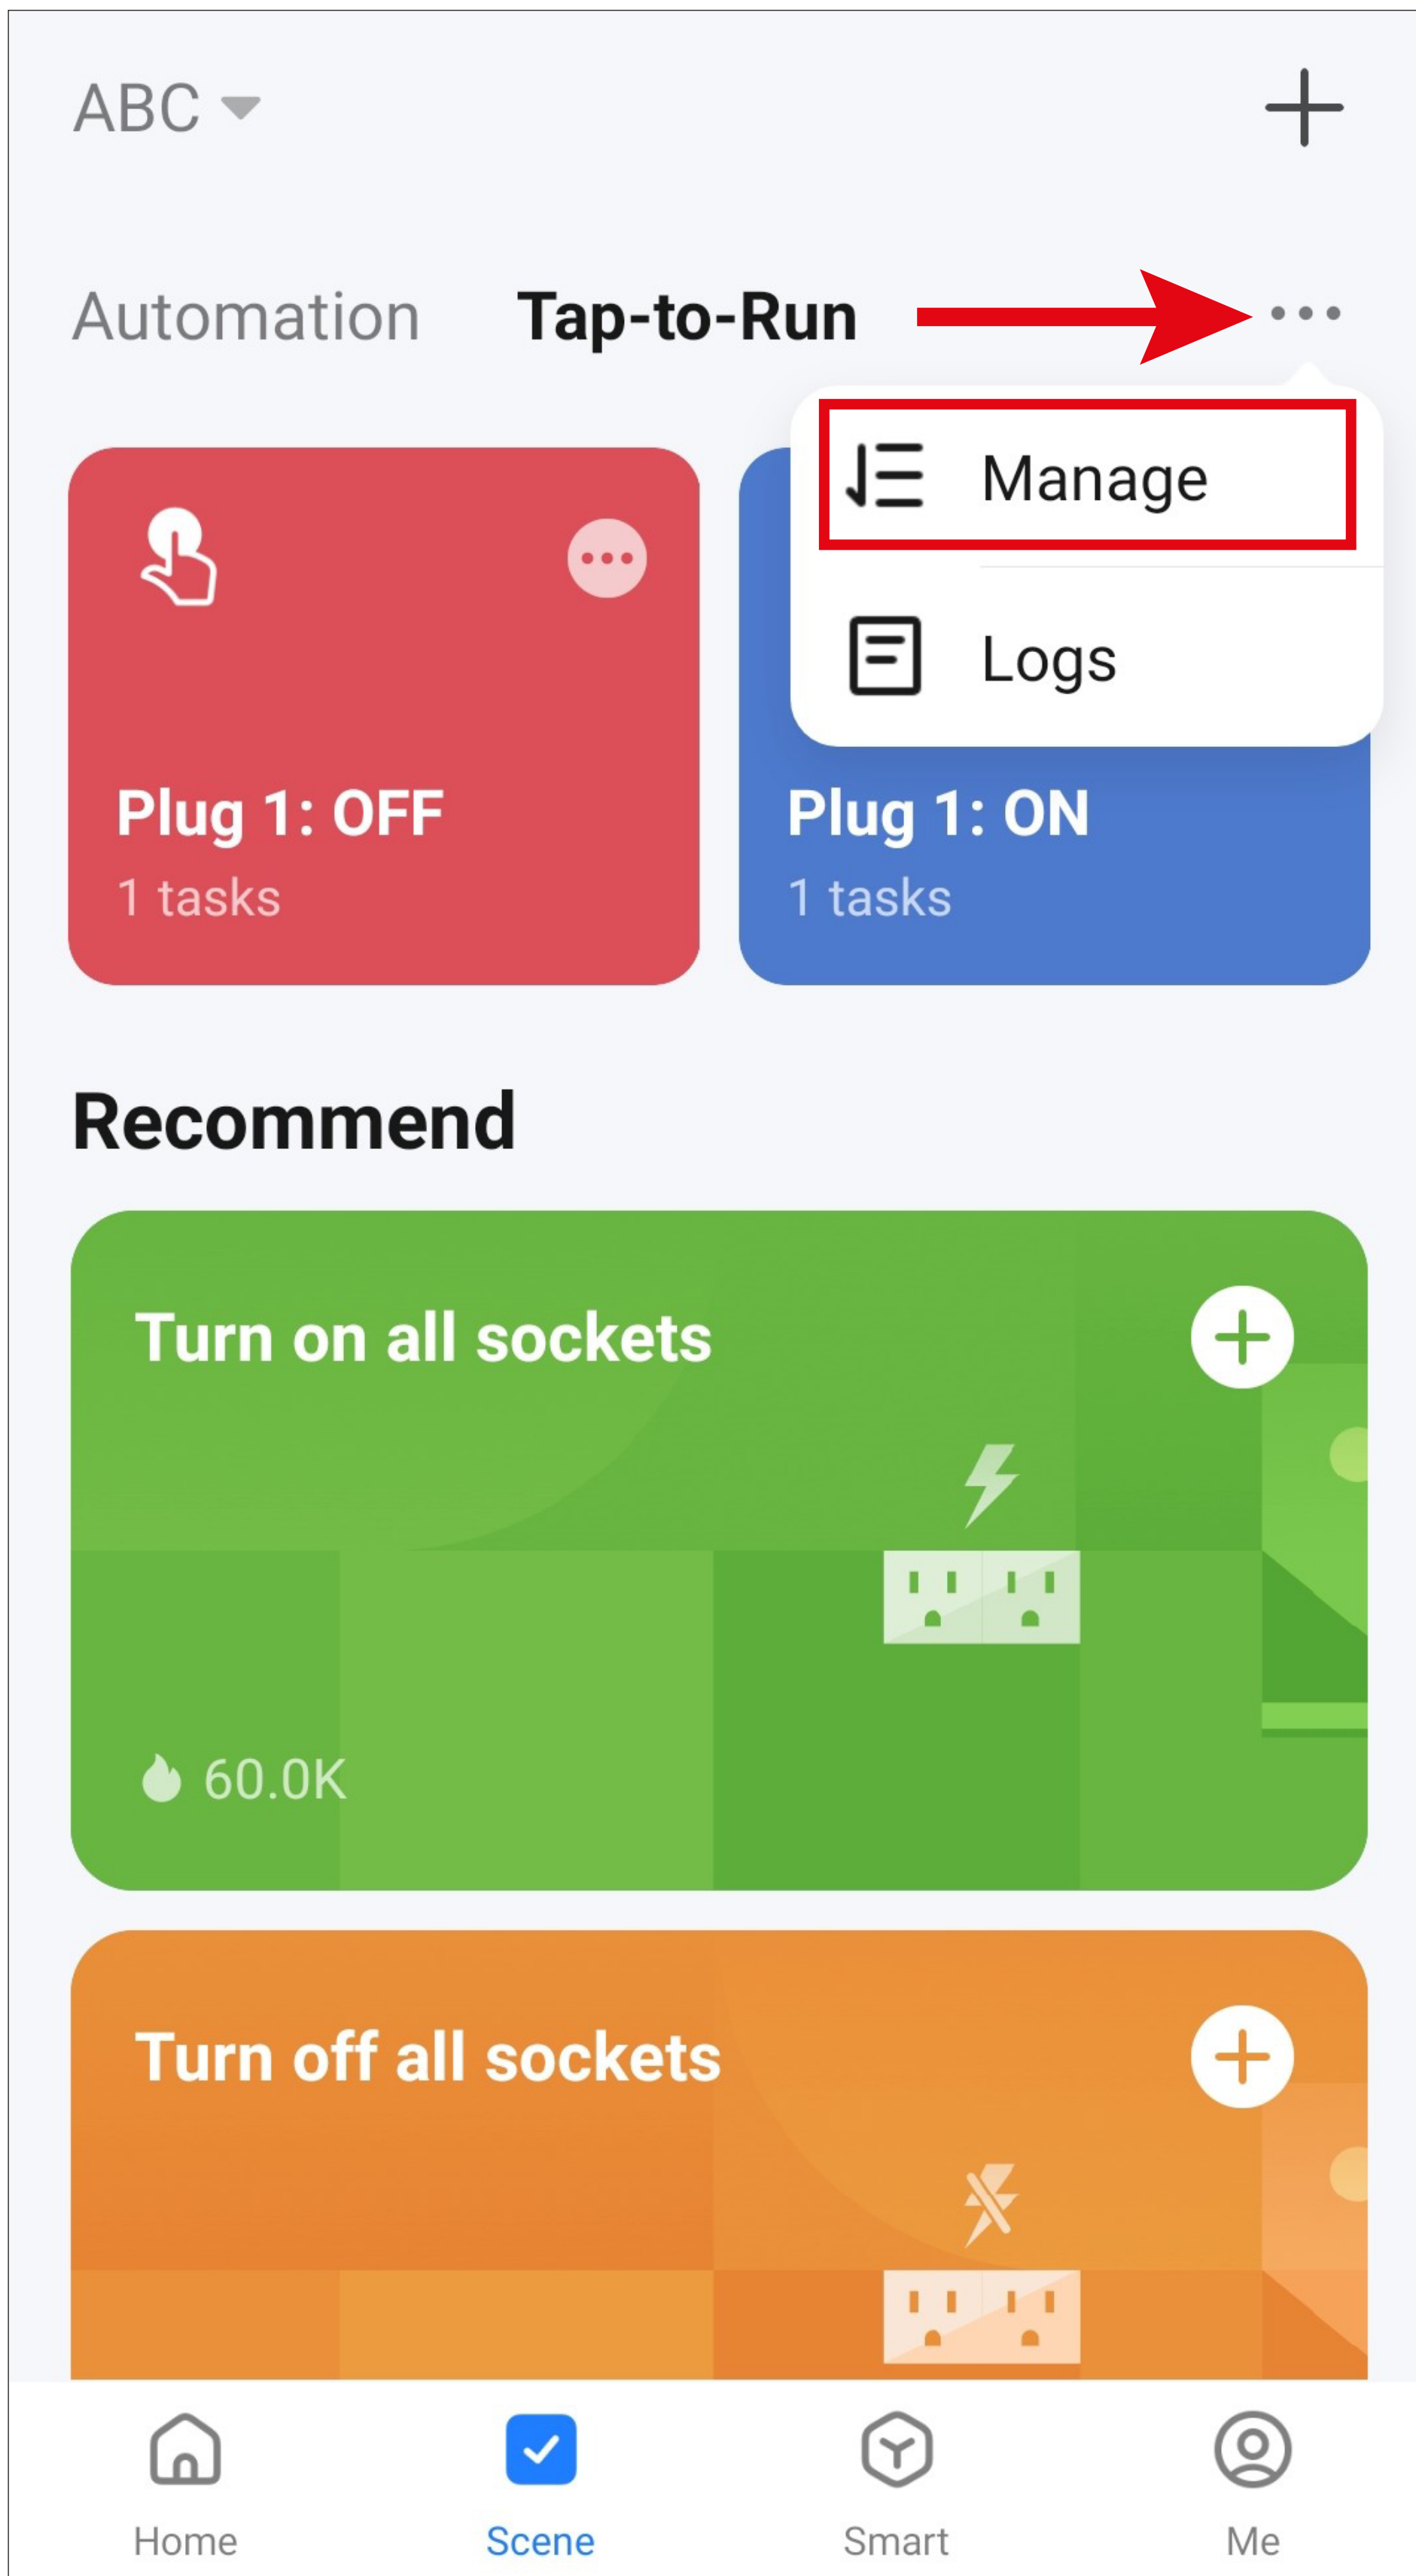 ABC
Automation Tap-to-Run
Manage
Logs
Plug 1: OFF
1 tasks
Plug 1: ON
1 tasks
Recommend
Turn on all sockets
60.0K
Turn off all sockets
Home Scene Smart Me